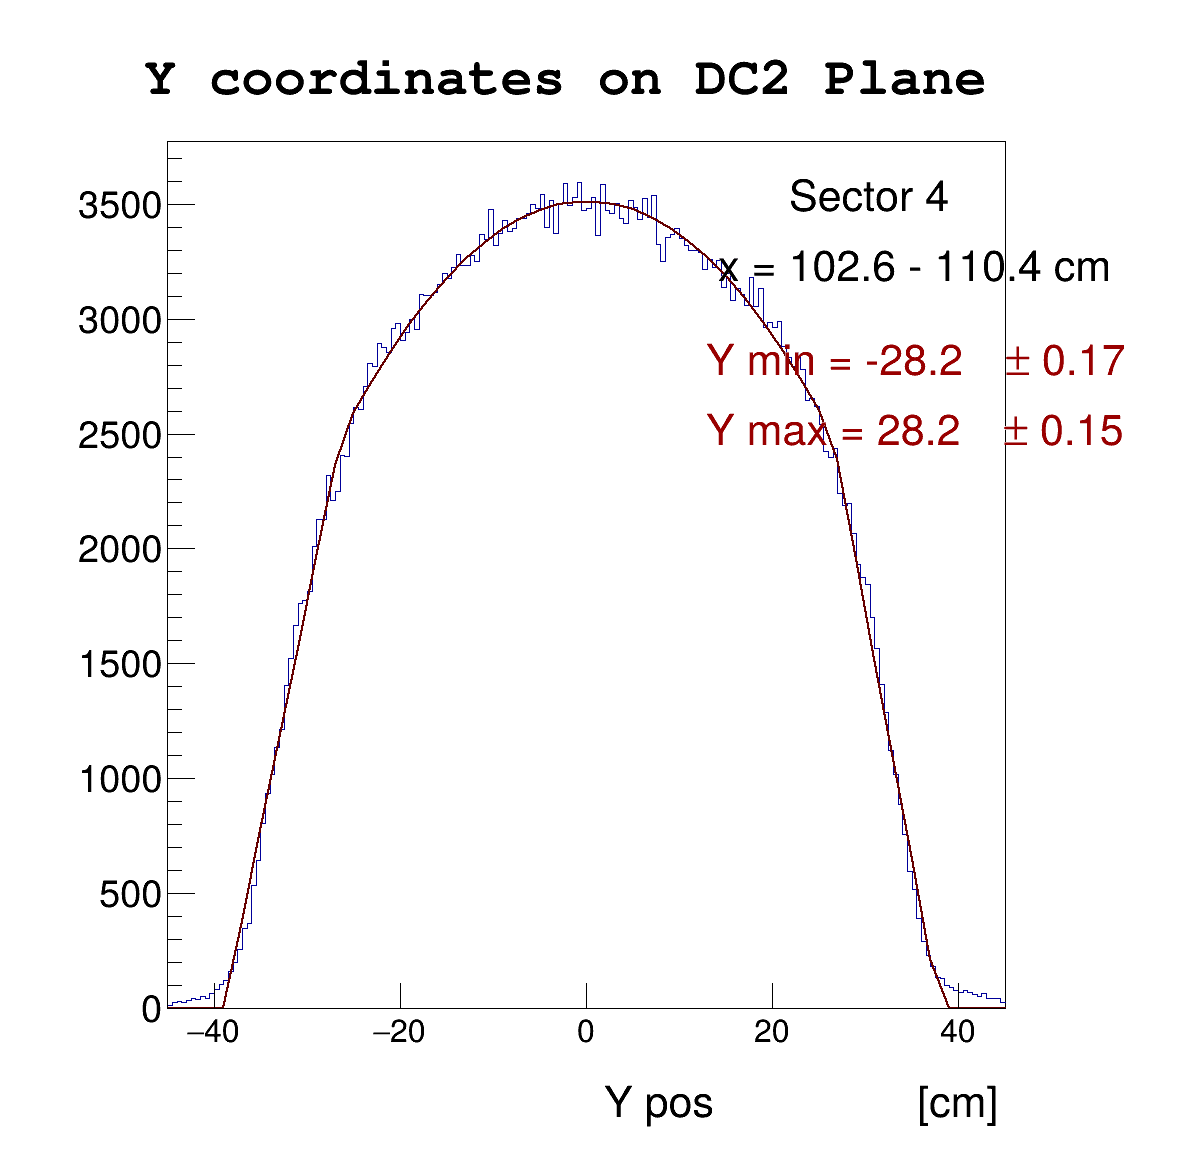 Y coordinates on DC2 Plane
Sector 4
x = 102.6 - 110.4 cm
Y min = -28.2 ± 0.17
Y max = 28.2 ± 0.15
3500
3000
2500
2000
1500
1000
500
0
−40 −20 0 20 40
Y pos [cm]